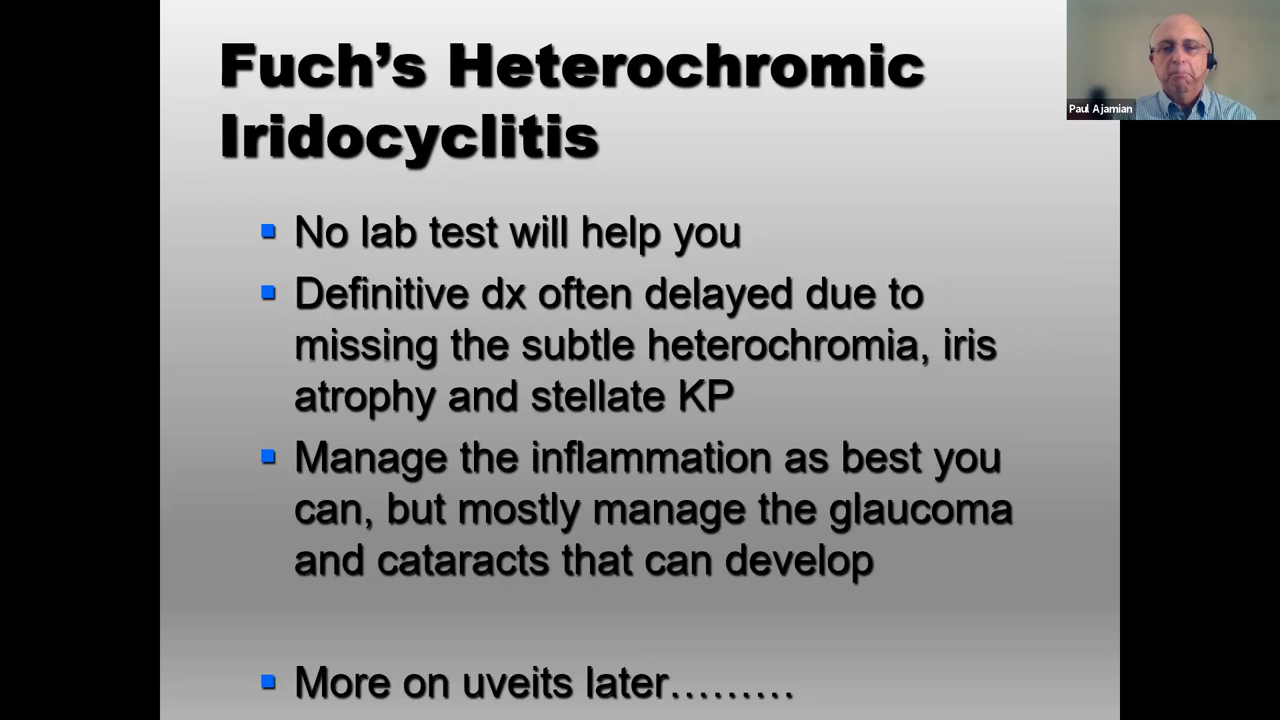 Fuch’s Heterochromic
Iridocyclitis
Paul Ajamian
▪ No lab test will help you
▪ Definitive dx often delayed due to
missing the subtle heterochromia, iris
atrophy and stellate KP
▪ Manage the inflammation as best you
can, but mostly manage the glaucoma
and cataracts that can develop
▪ More on uveits later………